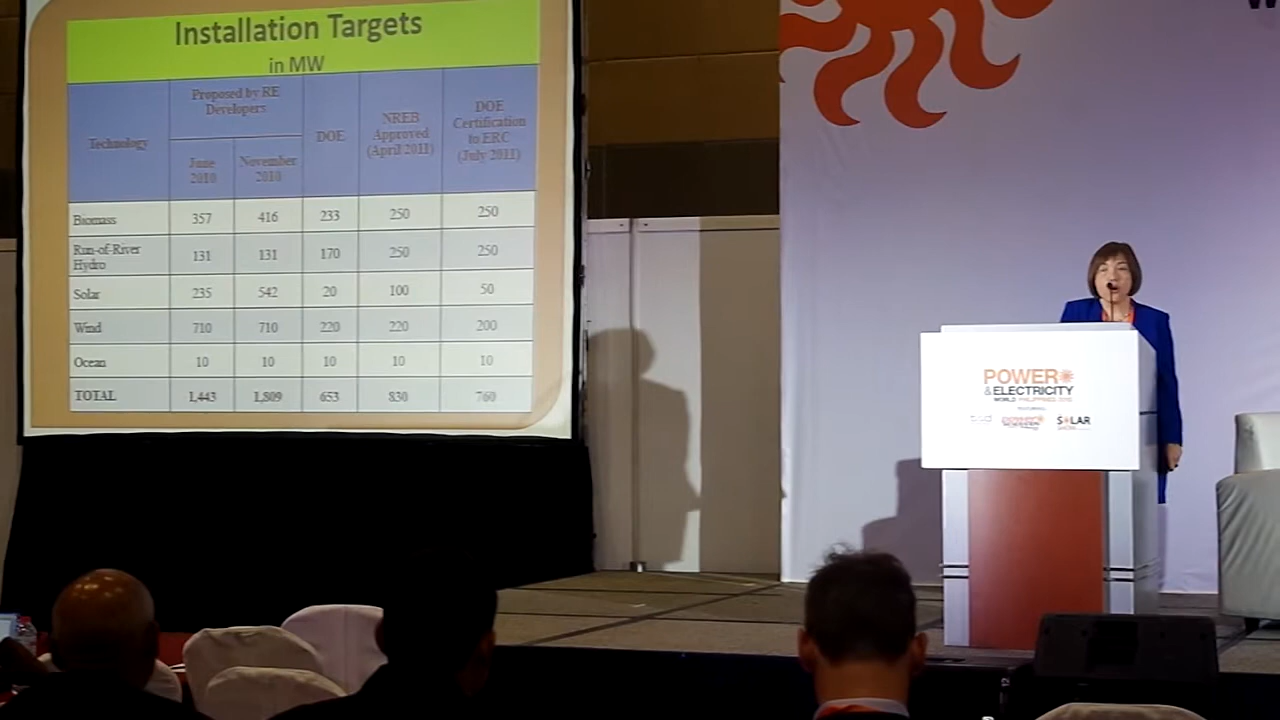 Installation Targets
in MW
Technology
Proposed by RE
Developers
June
2010
November
2010
DOE
NREB
Approved
(April 2011)
DOE
Certification
to ERC
(July 2011)
Biomass 357 416 233 250 250
Run-of-River
Hydro 131 131 170 250 250
Solar 235 542 20 100 50
Wind 710 710 220 220 200
Ocean 10 10 10 10 10
TOTAL 1,443 1,809 653 830 760
POWER
& ELECTRICITY
WORLD PHILIPPINES
SOLAR